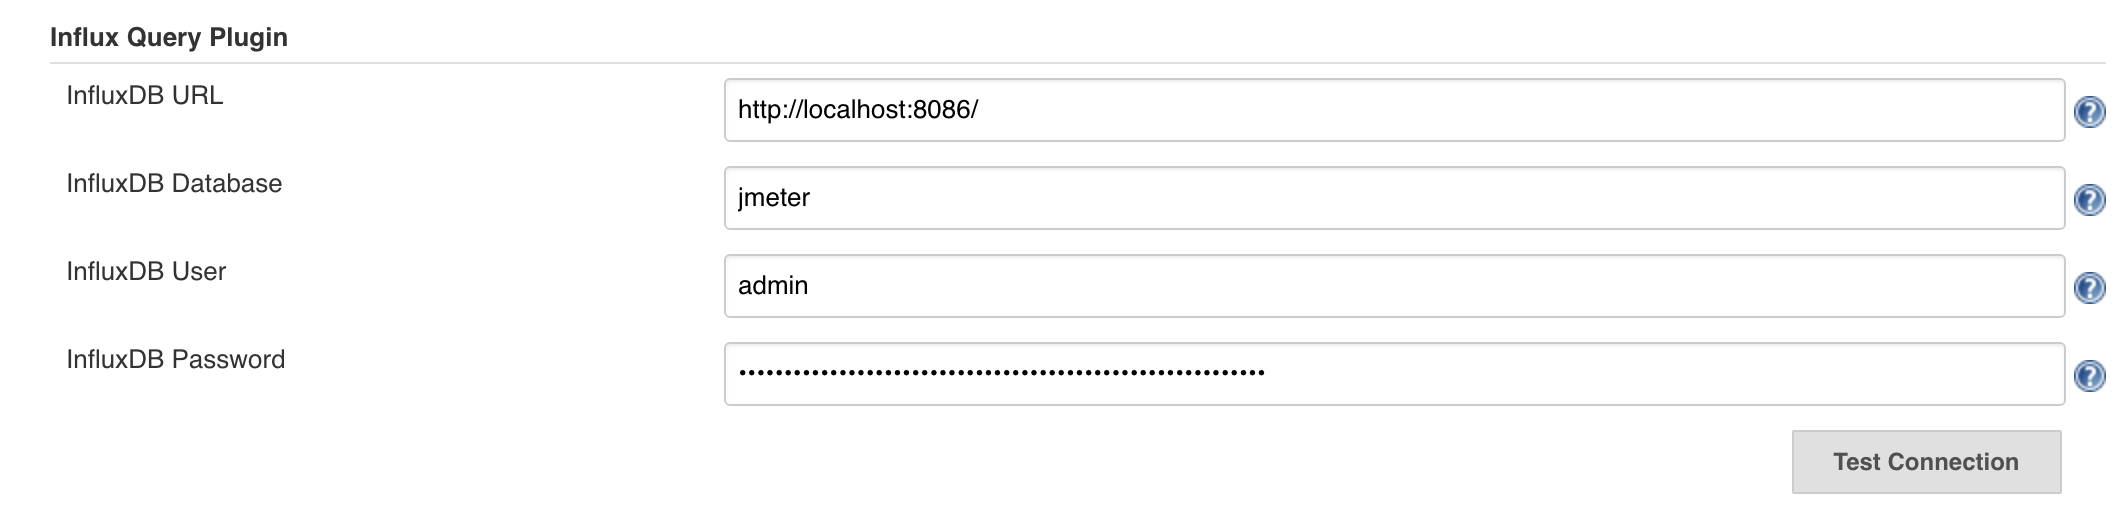 Influx Query Plugin
InfluxDB URL
http://localhost:8086/
?
InfluxDB Database
jmeter
?
InfluxDB User
admin
?
InfluxDB Password
••••••••••••••••••••••••••••••••••••••••••••••••••••••••••
?
Test Connection